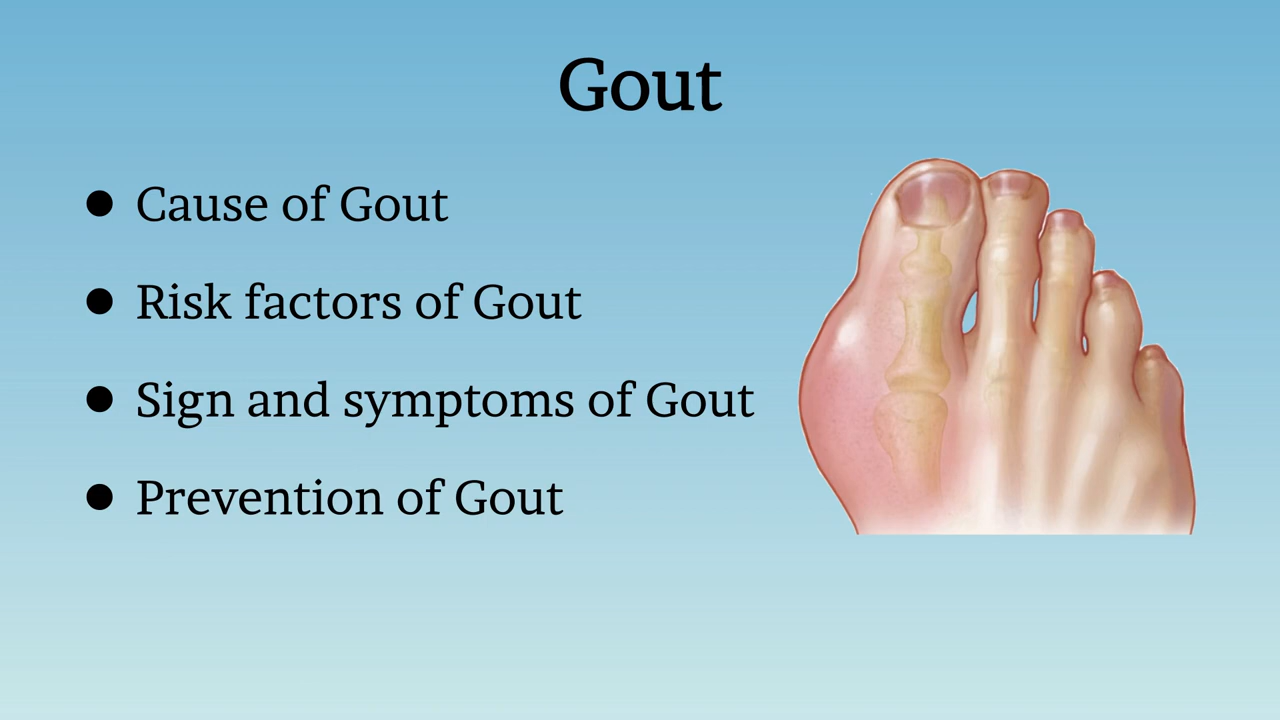 Gout
● Cause of Gout
● Risk factors of Gout
● Sign and symptoms of Gout
● Prevention of Gout